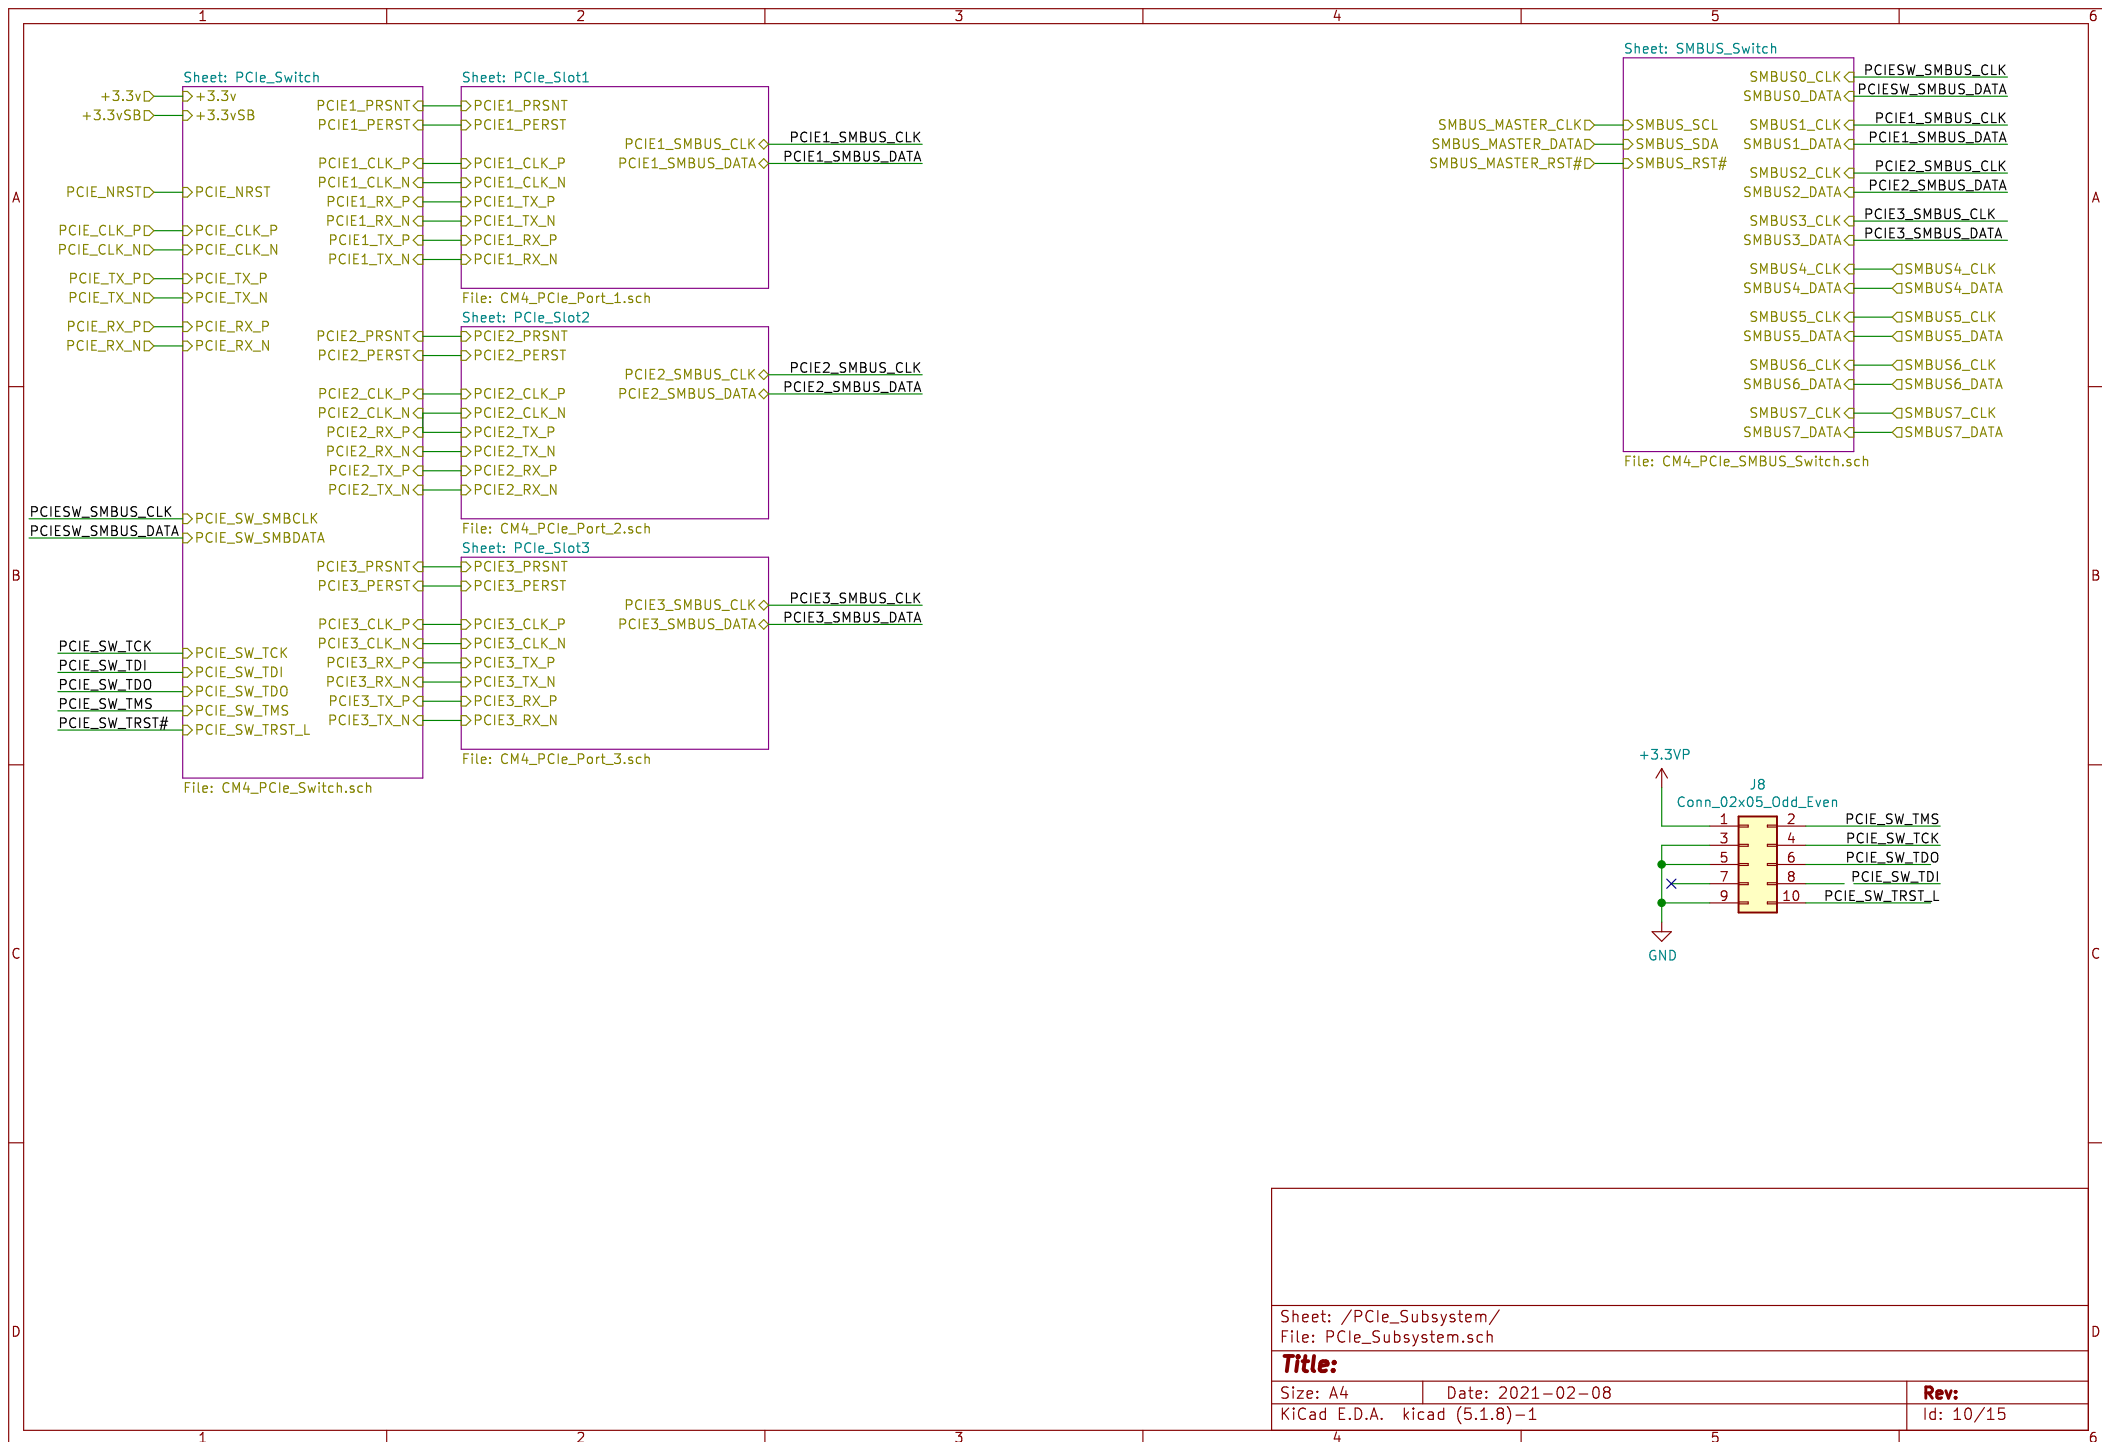 1 2 3 4 5 6
A
B
C
D
Sheet: PCIe_Switch
+3.3v
+3.3vSB
PCIE_NRST
PCIE_CLK_P
PCIE_CLK_N
PCIE_TX_P
PCIE_TX_N
PCIE_RX_P
PCIE_RX_N
PCIESW_SMBUS_CLK
PCIESW_SMBUS_DATA
PCIE_SW_TCK
PCIE_SW_TDI
PCIE_SW_TDO
PCIE_SW_TMS
PCIE_SW_TRST#
+3.3v
+3.3vSB
PCIE_NRST
PCIE_CLK_P
PCIE_CLK_N
PCIE_TX_P
PCIE_TX_N
PCIE_RX_P
PCIE_RX_N
PCIE_SW_SMBCLK
PCIE_SW_SMBDATA
PCIE_SW_TCK
PCIE_SW_TDI
PCIE_SW_TDO
PCIE_SW_TMS
PCIE_SW_TRST_L
PCIE1_PRSNT
PCIE1_PERST
PCIE1_CLK_P
PCIE1_CLK_N
PCIE1_RX_P
PCIE1_RX_N
PCIE1_TX_P
PCIE1_TX_N
PCIE2_PRSNT
PCIE2_PERST
PCIE2_CLK_P
PCIE2_CLK_N
PCIE2_RX_P
PCIE2_RX_N
PCIE2_TX_P
PCIE2_TX_N
PCIE3_PRSNT
PCIE3_PERST
PCIE3_CLK_P
PCIE3_CLK_N
PCIE3_RX_P
PCIE3_RX_N
PCIE3_TX_P
PCIE3_TX_N
File: CM4_PCIe_Switch.sch
Sheet: PCIe_Slot1
PCIE1_PRSNT
PCIE1_PERST
PCIE1_CLK_P
PCIE1_CLK_N
PCIE1_TX_P
PCIE1_TX_N
PCIE1_RX_P
PCIE1_RX_N
PCIE1_SMBUS_CLK
PCIE1_SMBUS_DATA
PCIE1_SMBUS_CLK
PCIE1_SMBUS_DATA
File: CM4_PCIe_Port_1.sch
Sheet: PCIe_Slot2
PCIE2_PRSNT
PCIE2_PERST
PCIE2_CLK_P
PCIE2_CLK_N
PCIE2_TX_P
PCIE2_TX_N
PCIE2_RX_P
PCIE2_RX_N
PCIE2_SMBUS_CLK
PCIE2_SMBUS_DATA
PCIE2_SMBUS_CLK
PCIE2_SMBUS_DATA
File: CM4_PCIe_Port_2.sch
Sheet: PCIe_Slot3
PCIE3_PRSNT
PCIE3_PERST
PCIE3_CLK_P
PCIE3_CLK_N
PCIE3_TX_P
PCIE3_TX_N
PCIE3_RX_P
PCIE3_RX_N
PCIE3_SMBUS_CLK
PCIE3_SMBUS_DATA
PCIE3_SMBUS_CLK
PCIE3_SMBUS_DATA
File: CM4_PCIe_Port_3.sch
Sheet: SMBUS_Switch
SMBUS_MASTER_CLK
SMBUS_MASTER_DATA
SMBUS_MASTER_RST#
SMBUS_SCL
SMBUS_SDA
SMBUS_RST#
SMBUS0_CLK
SMBUS0_DATA
SMBUS1_CLK
SMBUS1_DATA
SMBUS2_CLK
SMBUS2_DATA
SMBUS3_CLK
SMBUS3_DATA
SMBUS4_CLK
SMBUS4_DATA
SMBUS5_CLK
SMBUS5_DATA
SMBUS6_CLK
SMBUS6_DATA
SMBUS7_CLK
SMBUS7_DATA
PCIESW_SMBUS_CLK
PCIESW_SMBUS_DATA
PCIE1_SMBUS_CLK
PCIE1_SMBUS_DATA
PCIE2_SMBUS_CLK
PCIE2_SMBUS_DATA
PCIE3_SMBUS_CLK
PCIE3_SMBUS_DATA
SMBUS4_CLK
SMBUS4_DATA
SMBUS5_CLK
SMBUS5_DATA
SMBUS6_CLK
SMBUS6_DATA
SMBUS7_CLK
SMBUS7_DATA
File: CM4_PCIe_SMBUS_Switch.sch
+3.3VP
J8
Conn_02x05_Odd_Even
1 2 PCIE_SW_TMS
3 4 PCIE_SW_TCK
5 6 PCIE_SW_TDO
7 8 PCIE_SW_TDI
9 10 PCIE_SW_TRST_L
GND
A
B
C
D
Sheet: /PCIe_Subsystem/
File: PCIe_Subsystem.sch
Title:
Size: A4 Date: 2021-02-08 Rev:
KiCad E.D.A. kicad (5.1.8)-1 Id: 10/15
1 2 3 4 5 6